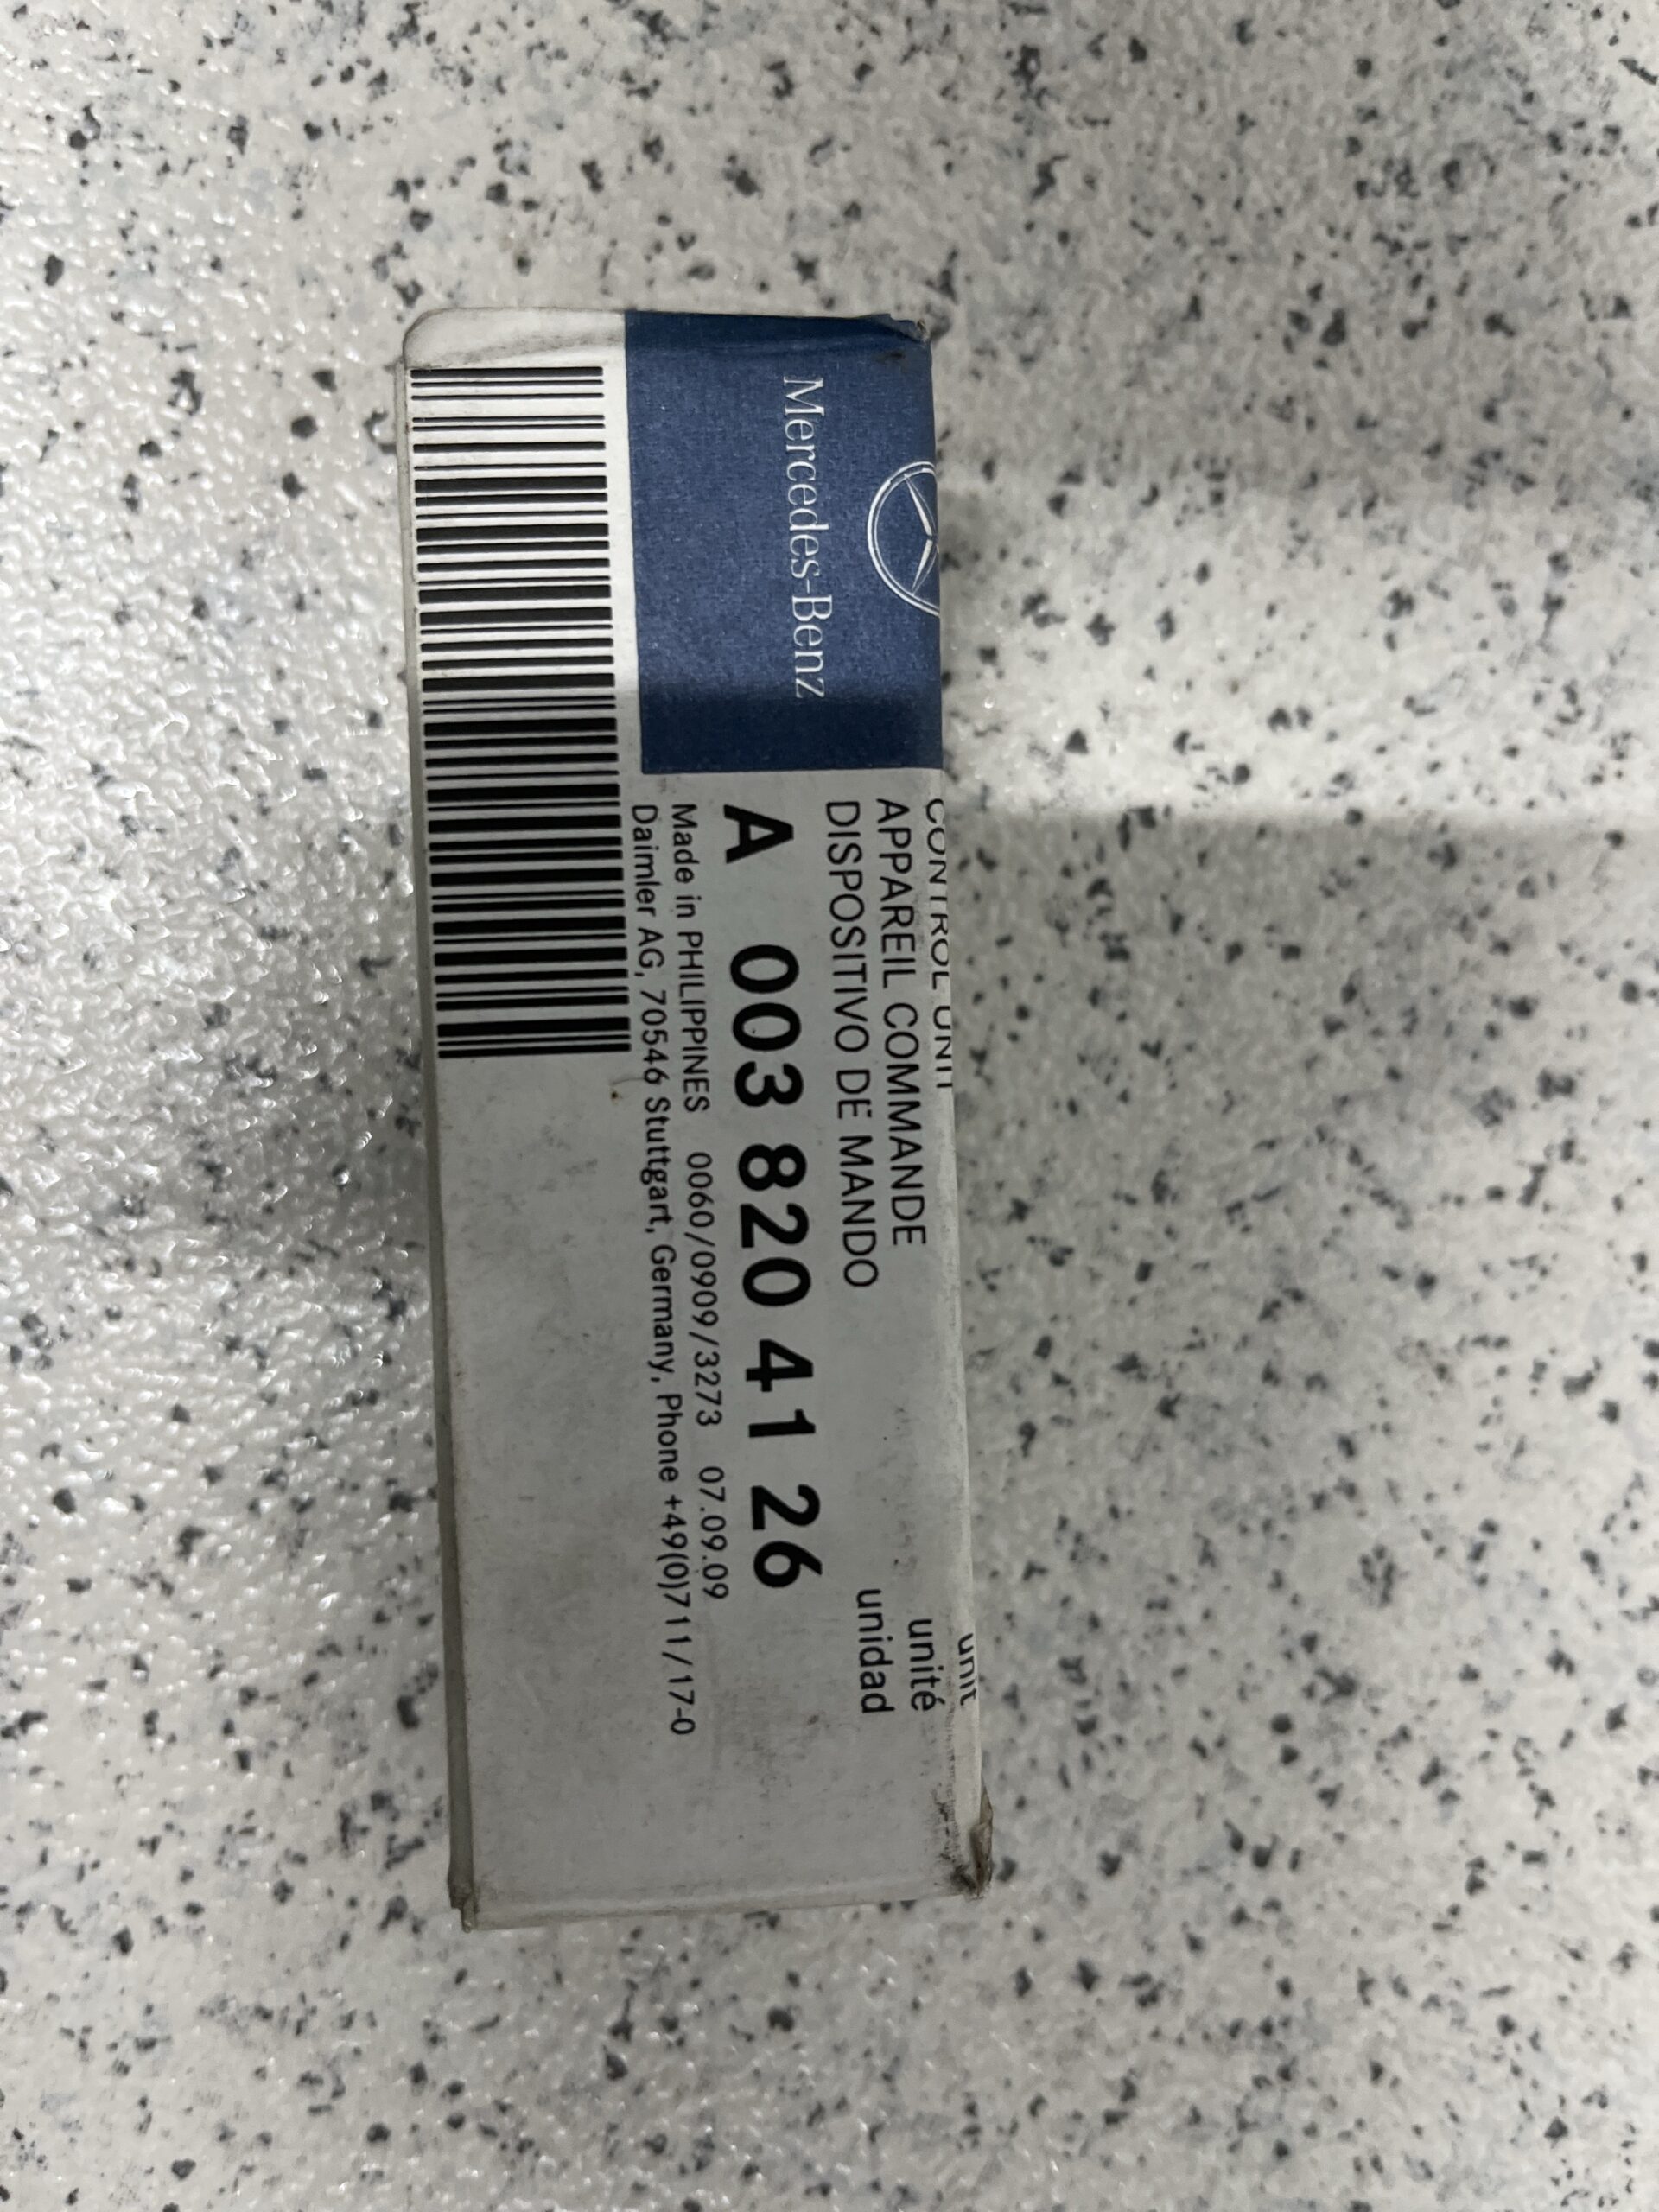 Mercedes-Benz
CONTROL UNIT unit
APPAREIL COMMANDE unité
DISPOSITIVO DE MANDO unidad
A 003 820 41 26
Made in PHILIPPINES 0060/0909/3273 07.09.09
Daimler AG, 70546 Stuttgart, Germany, Phone +49(0)711/17-0